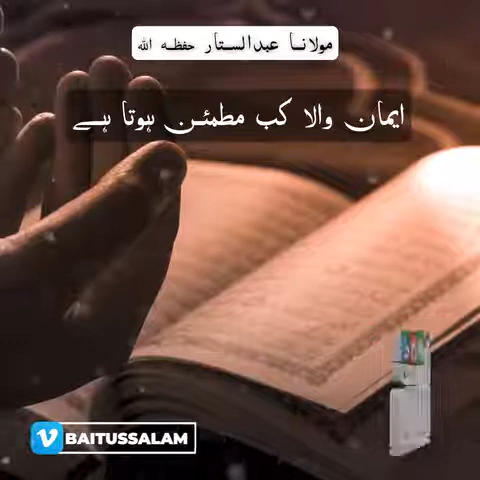 مولانا عبدالستار حفظہ اللہ
ایمان والا کب مطمئن ہوتا ہے
BAITUSSALAM